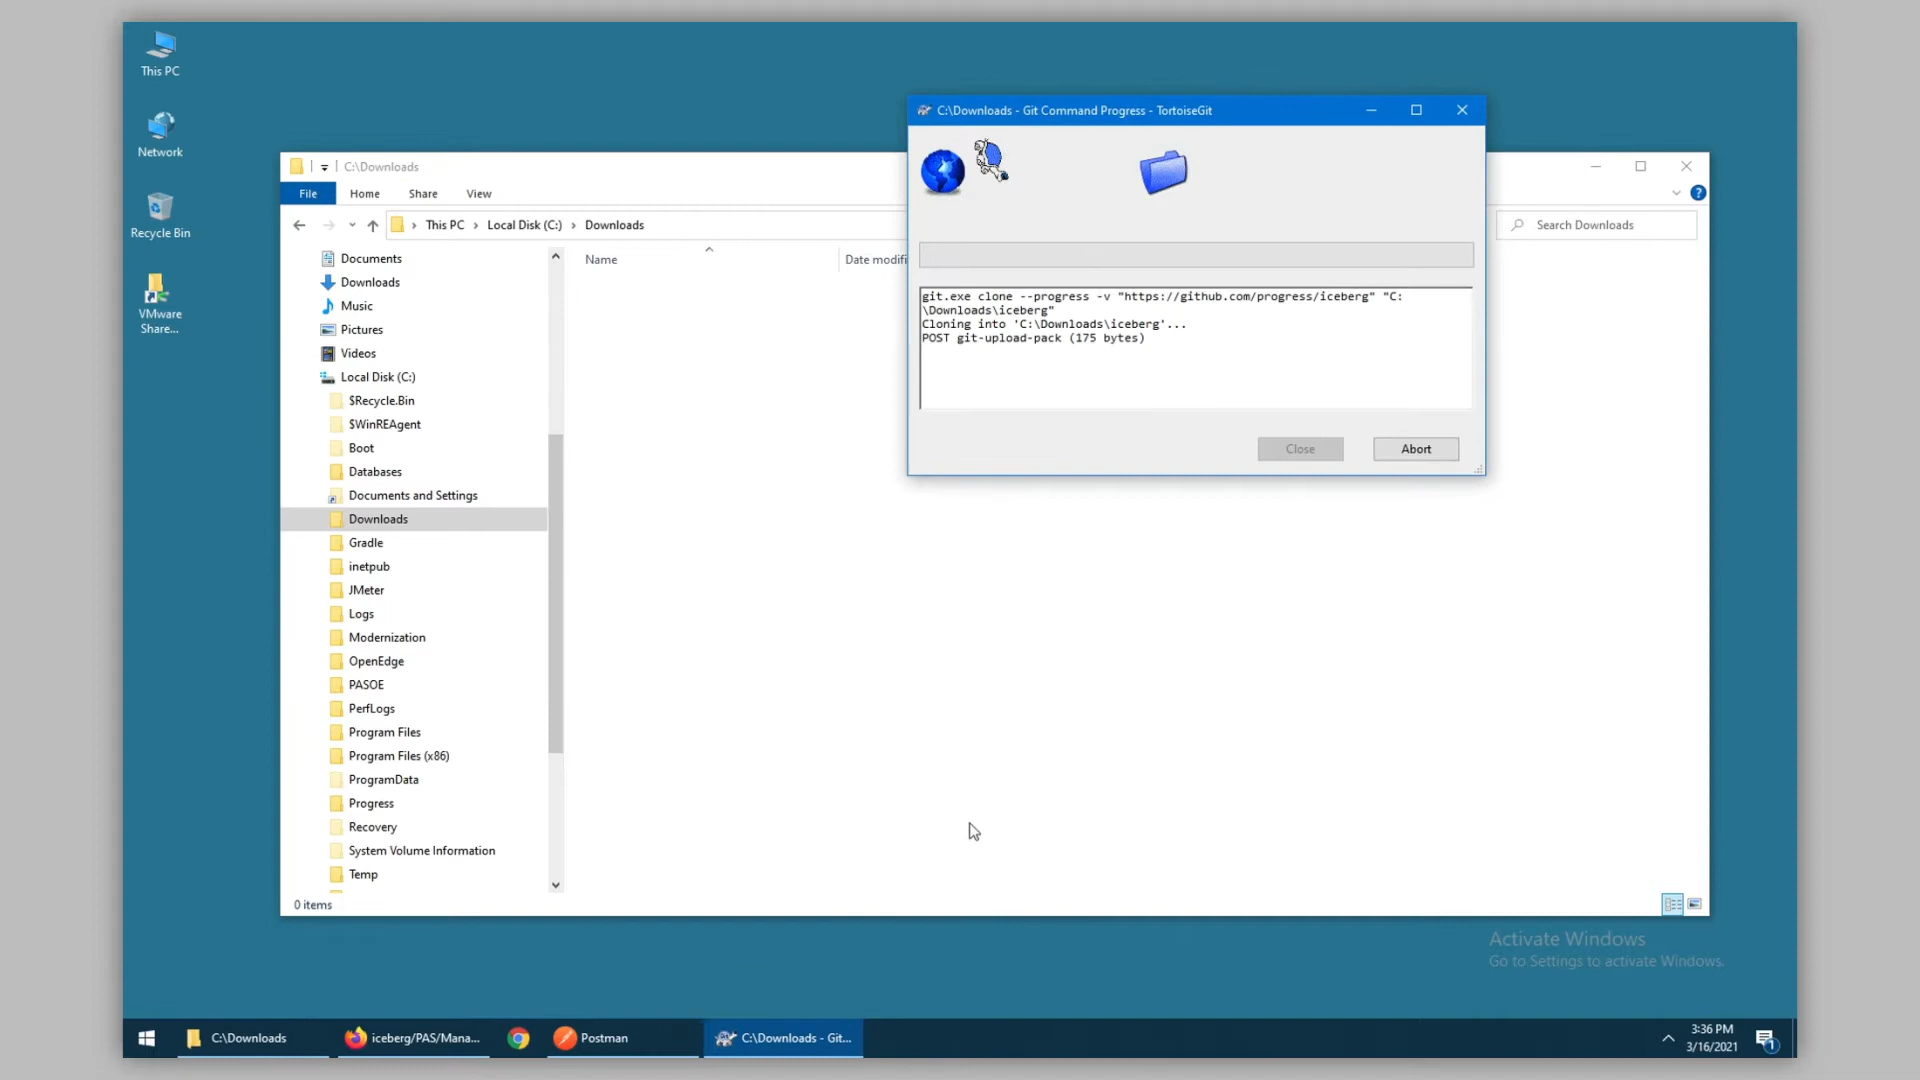 This PC
Network
Recycle Bin
VMware
Share...
C:\Downloads
File Home Share View
This PC Local Disk (C:) Downloads
Search Downloads
Name Date modifi
Documents
Downloads
Music
Pictures
Videos
Local Disk (C:)
$Recycle.Bin
$WinREAgent
Boot
Databases
Documents and Settings
Downloads
Gradle
inetpub
JMeter
Logs
Modernization
OpenEdge
PASOE
PerfLogs
Program Files
Program Files (x86)
ProgramData
Progress
Recovery
System Volume Information
Temp
0 items
C:\Downloads - Git Command Progress - TortoiseGit
git.exe clone --progress -v "https://github.com/progress/iceberg" "C:
\Downloads\iceberg"
Cloning into 'C:\Downloads\iceberg'...
POST git-upload-pack (175 bytes)
Close Abort
Activate Windows
Go to Settings to activate Windows.
C:\Downloads iceberg/PAS/Mana... Postman C:\Downloads - Git...
3:36 PM
3/16/2021
1